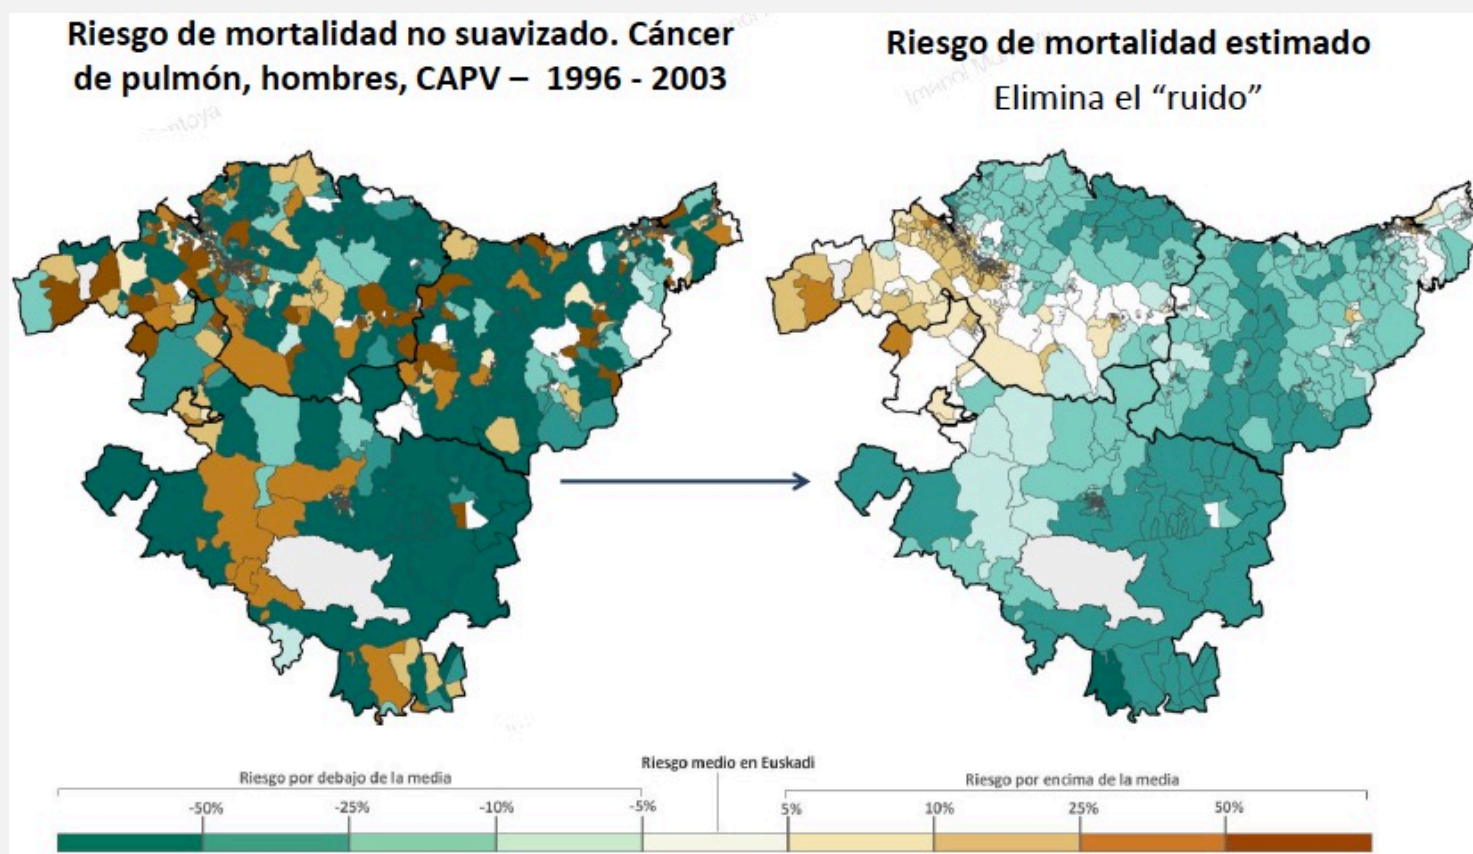 Riesgo de mortalidad no suavizado. Cáncer
de pulmón, hombres, CAPV – 1996 - 2003
Riesgo de mortalidad estimado
Elimina el “ruido”
Riesgo medio en Euskadi
Riesgo por debajo de la media
Riesgo por encima de la media
-50%
-25%
-10%
-5%
5%
10%
25%
50%